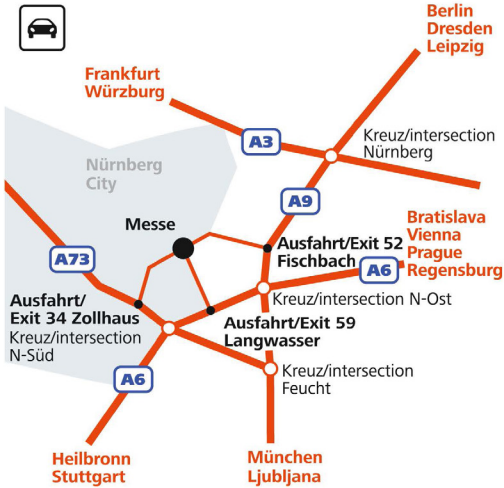 Berlin
Dresden
Leipzig
Frankfurt
Würzburg
A3
Kreuz/intersection
Nürnberg
Nürnberg
City
A9
Messe
Bratislava
Vienna
Prague
Regensburg
Ausfahrt/Exit 52
Fischbach
A6
A73
Ausfahrt/
Exit 34 Zollhaus
Kreuz/intersection
N-Süd
Kreuz/intersection N-Ost
Ausfahrt/Exit 59
Langwasser
Kreuz/intersection
Feucht
A6
Heilbronn
Stuttgart
München
Ljubljana